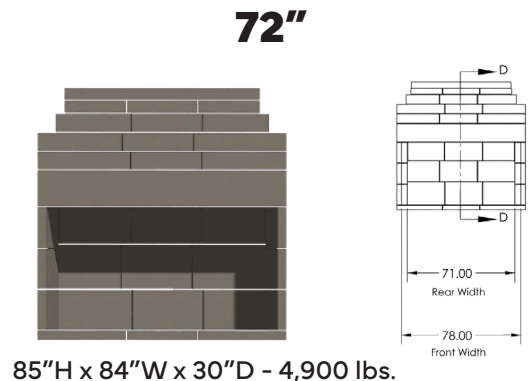 72”
D
D
71.00
Rear Width
78.00
Front Width
85”H x 84”W x 30”D - 4,900 lbs.